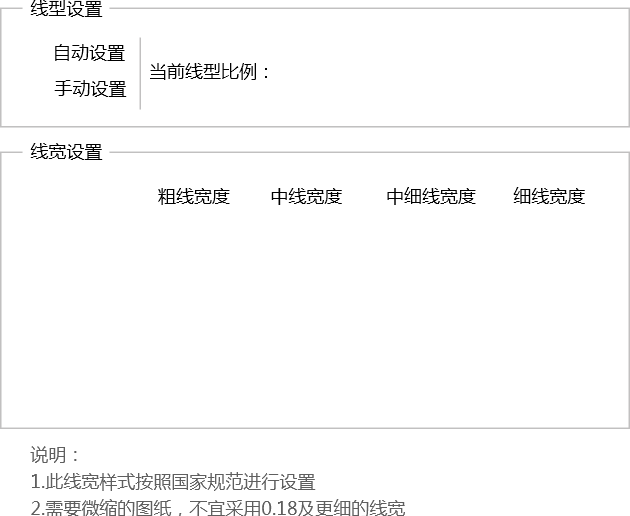 线型设置
自动设置
手动设置
当前线型比例：
线宽设置
粗线宽度 中线宽度 中细线宽度 细线宽度
说明：
1.此线宽样式按照国家规范进行设置
2.需要微缩的图纸，不宜采用0.18及更细的线宽